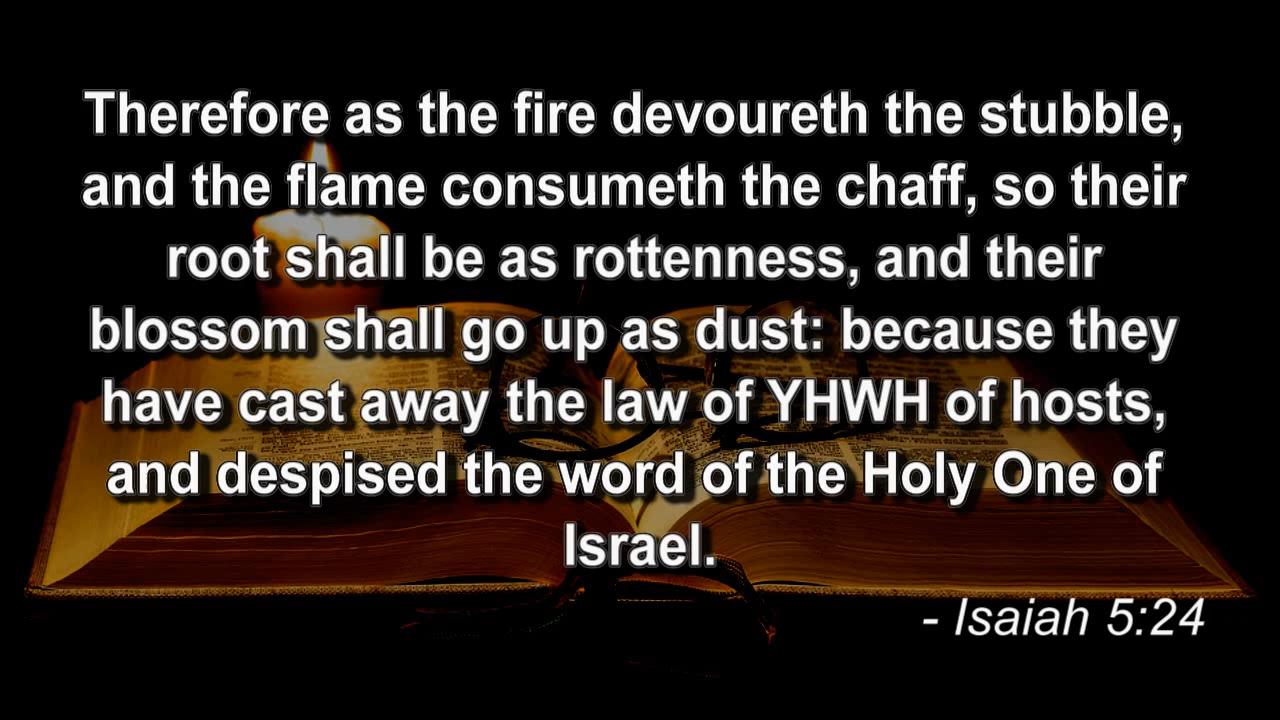 Therefore as the fire devoureth the stubble,
and the flame consumeth the chaff, so their
root shall be as rottenness, and their
blossom shall go up as dust: because they
have cast away the law of YHWH of hosts,
and despised the word of the Holy One of
Israel.
- Isaiah 5:24